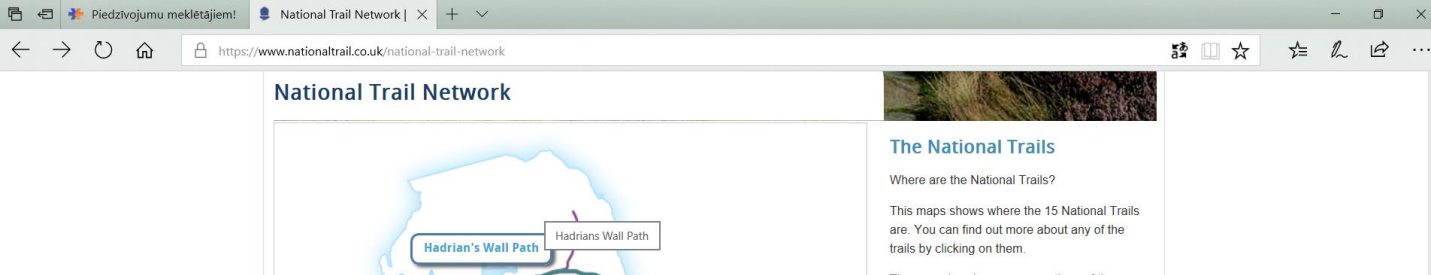 Piedzīvojumu meklētājiem!
National Trail Network |
https://www.nationaltrail.co.uk/national-trail-network
National Trail Network
The National Trails
Where are the National Trails?
This maps shows where the 15 National Trails
are. You can find out more about any of the
trails by clicking on them.
Hadrian's Wall Path
Hadrians Wall Path